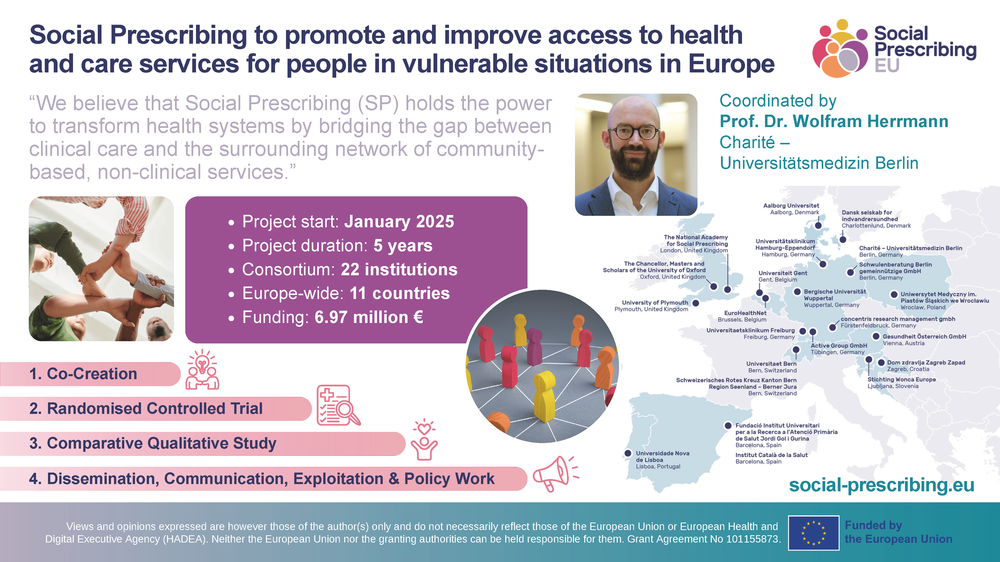 Social Prescribing to promote and improve access to health
and care services for people in vulnerable situations in Europe
Social
Prescribing
EU
“We believe that Social Prescribing (SP) holds the power
to transform health systems by bridging the gap between
clinical care and the surrounding network of community-
based, non-clinical services.”
Coordinated by
Prof. Dr. Wolfram Herrmann
Charité –
Universitätsmedizin Berlin
• Project start: January 2025
• Project duration: 5 years
• Consortium: 22 institutions
• Europe-wide: 11 countries
• Funding: 6.97 million €
1. Co-Creation
2. Randomised Controlled Trial
3. Comparative Qualitative Study
4. Dissemination, Communication, Exploitation & Policy Work
Aalborg Universitet
Aalborg, Denmark
Dansk selskab for
indvandrersundhed
Charlottenlund, Denmark
The National Academy
for Social Prescribing
London, United Kingdom
Universitätsklinikum
Hamburg-Eppendorf
Hamburg, Germany
Charité – Universitätsmedizin Berlin
Berlin, Germany
Schwulenberatung Berlin
gemeinnützige GmbH
Berlin, Germany
The Chancellor, Masters and
Scholars of the University of Oxford
Oxford, United Kingdom
Universiteit Gent
Gent, Belgium
Bergische Universität
Wuppertal
Wuppertal, Germany
Uniwersytet Medyczny im.
Piastów Śląskich we Wrocławiu
Wroclaw, Poland
University of Plymouth
Plymouth, United Kingdom
EuroHealthNet
Brussels, Belgium
concentris research management gmbh
Fürstenfeldbruck, Germany
Universitaetsklinikum Freiburg
Freiburg, Germany
Gesundheit Österreich GmbH
Vienna, Austria
Active Group GmbH
Tübingen, Germany
Universitaet Bern
Bern, Switzerland
Schweizerisches Rotes Kreuz Kanton Bern
Region Seenland – Berner Jura
Bern, Switzerland
Dom zdravlja Zagreb Zapad
Zagreb, Croatia
Stichting Wonca Europe
Ljubljana, Slovenia
Fundació Institut Universitari
per a la Recerca a l'Atenció Primària
de Salut Jordi Gol i Gurina
Barcelona, Spain
Institut Català de la Salut
Barcelona, Spain
Universidade Nova
de Lisboa
Lisboa, Portugal
social-prescribing.eu
Views and opinions expressed are however those of the author(s) only and do not necessarily reflect those of the European Union or European Health and
Digital Executive Agency (HADEA). Neither the European Union nor the granting authorities can be held responsible for them. Grant Agreement No 101155873.
Funded by
the European Union